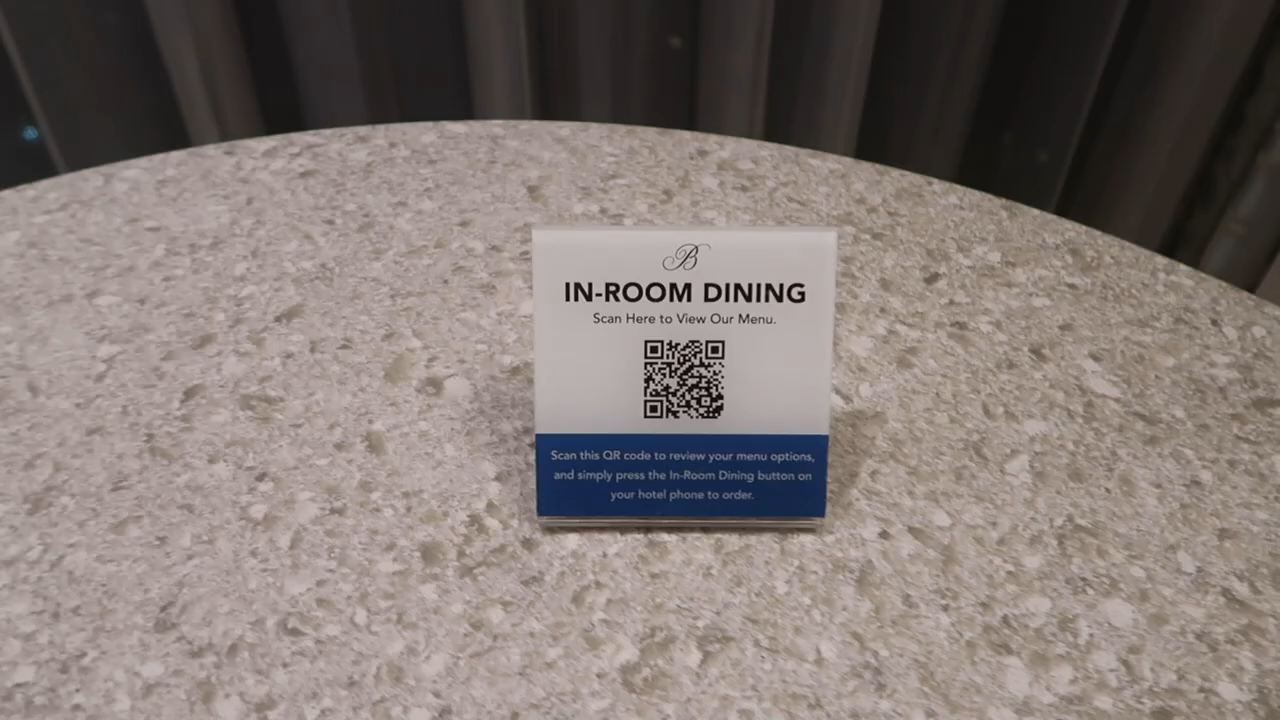 B
IN-ROOM DINING
Scan Here to View Our Menu.
Scan this QR code to review your menu options,
and simply press the In-Room Dining button on
your hotel phone to order.